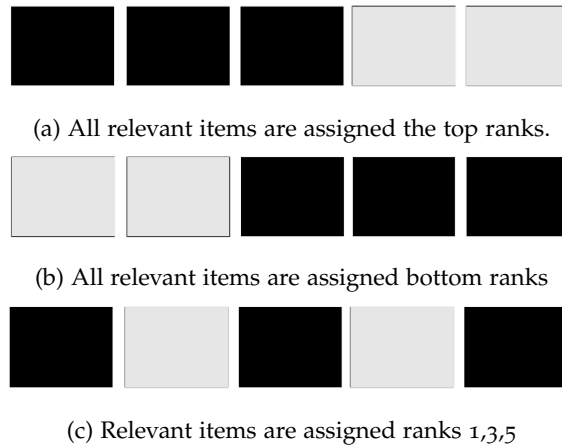 (a) All relevant items are assigned the top ranks.
(b) All relevant items are assigned bottom ranks
(c) Relevant items are assigned ranks 1,3,5